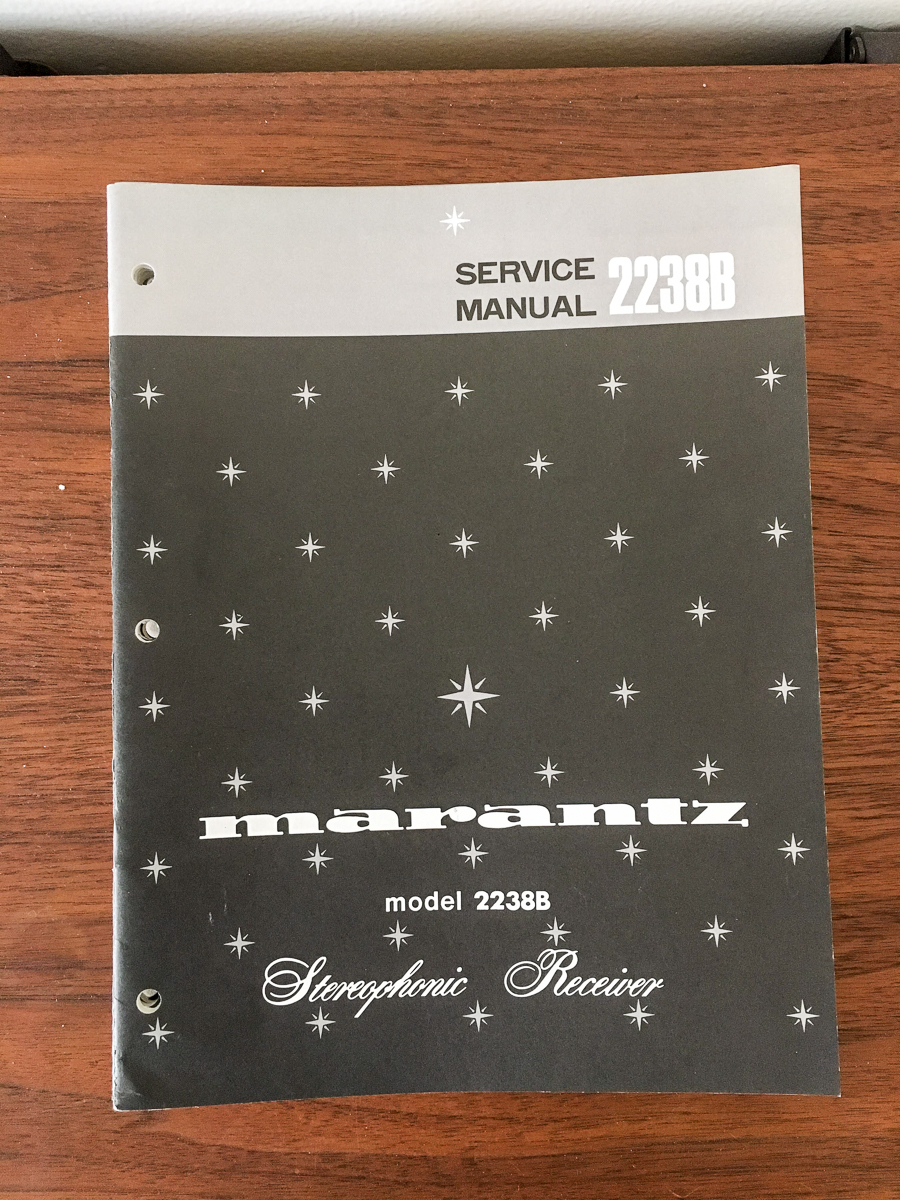 SERVICE
MANUAL 2238B
marantz
model 2238B
Stereophonic Receiver